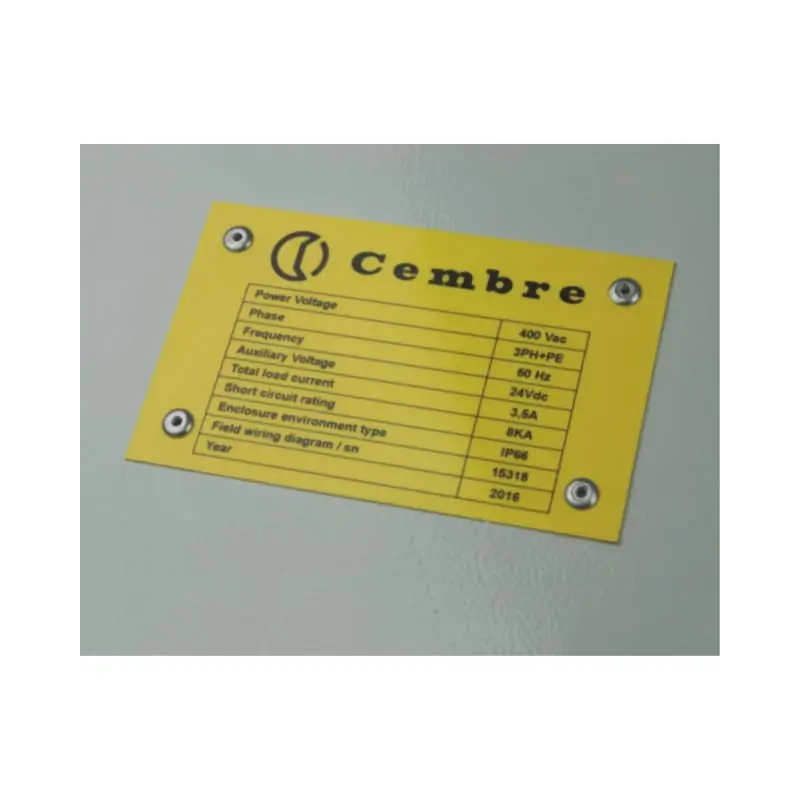 Cembre
Power Voltage 400 Vac
Phase 3PH+PE
Frequency 50 Hz
Auxiliary Voltage 24Vdc
Total load current 3,5A
Short circuit rating 8KA
Enclosure environment type IP66
Field wiring diagram / sn 15318
Year 2016